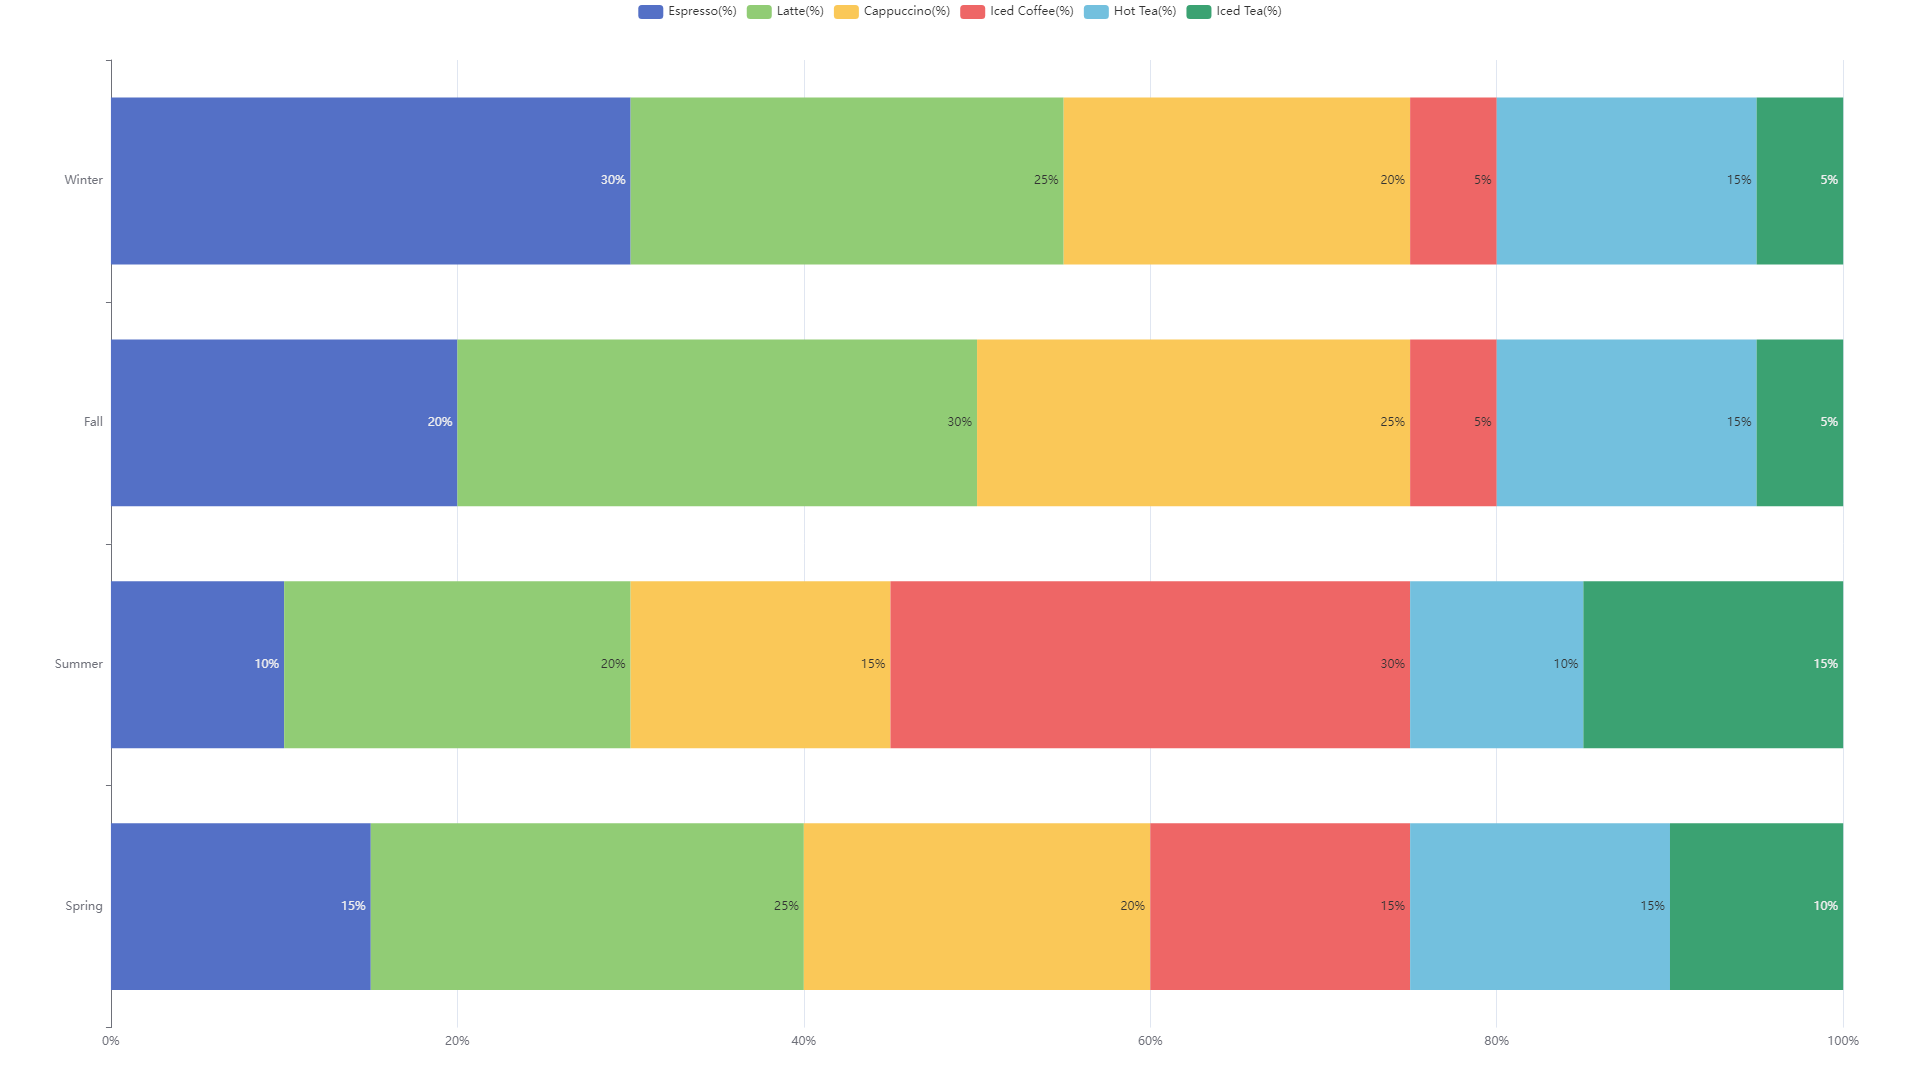 Espresso(%) Latte(%) Cappuccino(%) Iced Coffee(%) Hot Tea(%) Iced Tea(%)
Winter 30% 25% 20% 5% 15% 5%
Fall 20% 30% 25% 5% 15% 5%
Summer 10% 20% 15% 30% 10% 15%
Spring 15% 25% 20% 15% 15% 10%
0% 20% 40% 60% 80% 100%